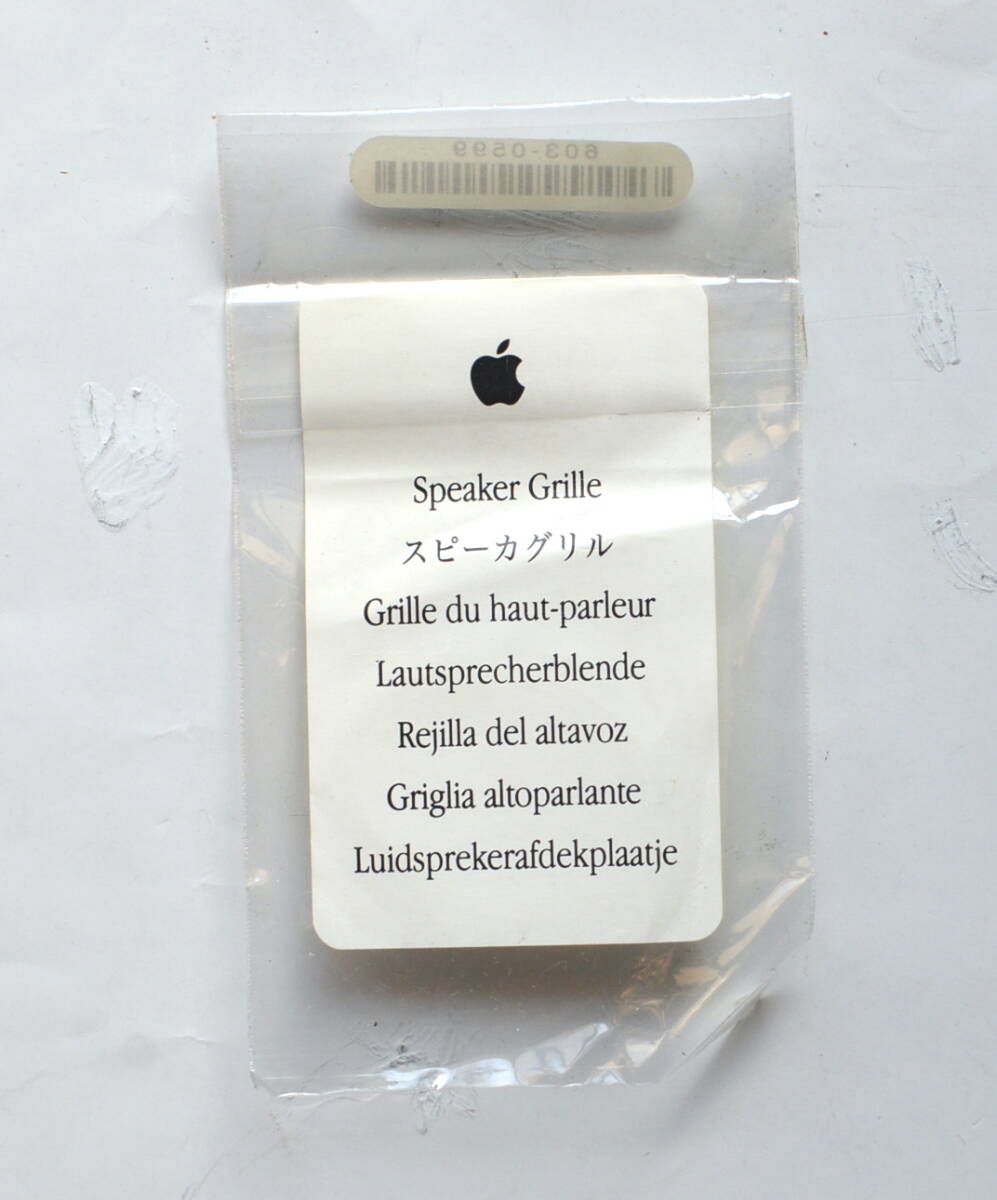 603-0599
Speaker Grille
スピーカグリル
Grille du haut-parleur
Lautsprecherblende
Rejilla del altavoz
Griglia altoparlante
Luidsprekerafdekplaatje